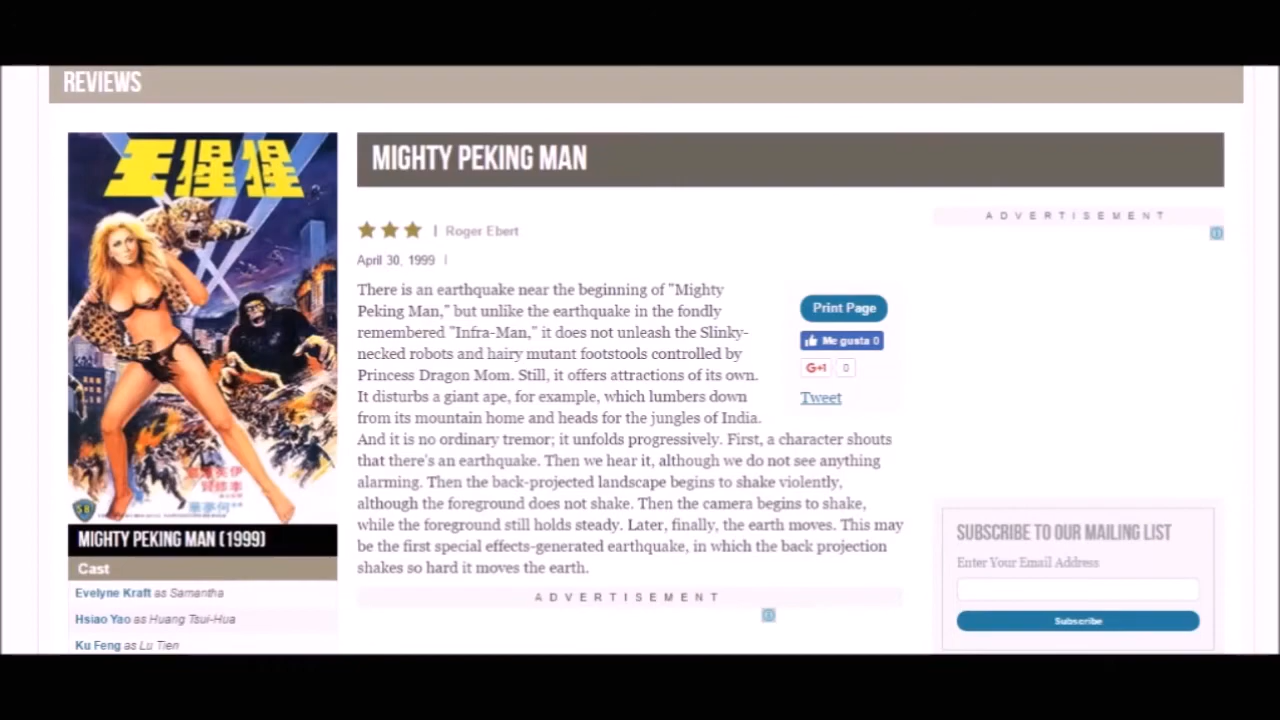 REVIEWS
王猩猩
SB
MIGHTY PEKING MAN (1999)
Cast
Evelyne Kraft as Samantha
Hsiao Yao as Huang Tsui-Hua
Ku Feng as Lu Tien
MIGHTY PEKING MAN
| Roger Ebert
April 30, 1999 |
There is an earthquake near the beginning of "Mighty
Peking Man," but unlike the earthquake in the fondly
remembered "Infra-Man," it does not unleash the Slinky-
necked robots and hairy mutant footstools controlled by
Princess Dragon Mom. Still, it offers attractions of its own.
It disturbs a giant ape, for example, which lumbers down
from its mountain home and heads for the jungles of India.
And it is no ordinary tremor; it unfolds progressively. First, a character shouts
that there's an earthquake. Then we hear it, although we do not see anything
alarming. Then the back-projected landscape begins to shake violently,
although the foreground does not shake. Then the camera begins to shake,
while the foreground still holds steady. Later, finally, the earth moves. This may
be the first special effects-generated earthquake, in which the back projection
shakes so hard it moves the earth.
ADVERTISEMENT
Print Page
Me gusta 0
G+1 0
Tweet
ADVERTISEMENT
SUBSCRIBE TO OUR MAILING LIST
Enter Your Email Address
Subscribe